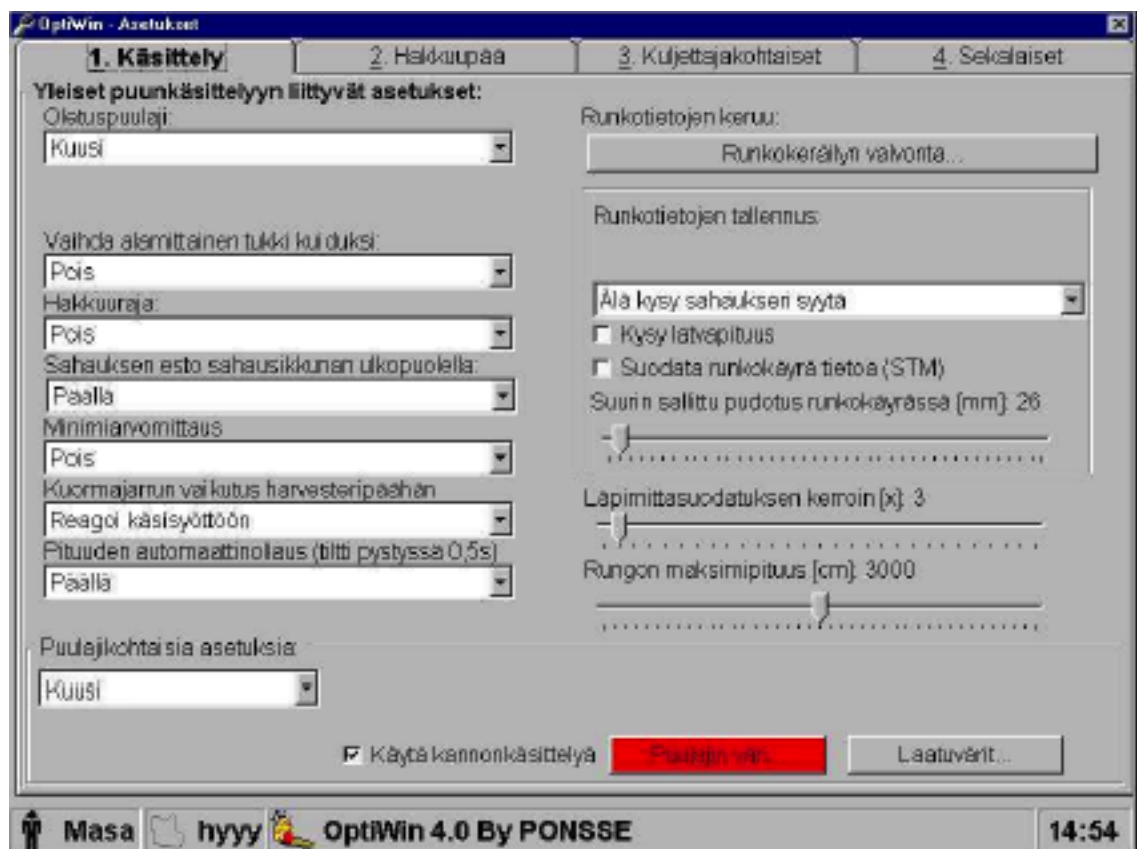 OptiWin - Asetukset
1. Käsittely
2. Hakkuupää
3. Kuljettajakohtaiset
4. Sekalaiset
Yleiset puunkäsittelyyn liittyvät asetukset:
Oletuspuulaji:
Kuusi
Vaihda alamittainen tukki kuiduksi:
Pois
Hakkuuraja:
Pois
Sahauksen esto sahausikkunan ulkopuolella:
Päällä
Minimiarvomittaus
Pois
Kuormajarrun vaikutus harvesteripäähän
Reagoi käsisyöttöön
Pituuden automaattinollaus (tiltti pystyssä 0,5s)
Päällä
Runkotietojen keruu:
Runkokeräilyn valvonta...
Runkotietojen tallennus:
Älä kysy sahauksen syytä
Kysy latvapituus
Suodata runkokäyrä tietoa (STM)
Suurin sallittu pudotus runkokäyrässä [mm]: 26
Läpimittasuodatuksen kerroin [x]: 3
Rungon maksimipituus [cm]: 3000
Puulajikohtaisia asetuksia:
Kuusi
Käytä kannonkäsittelyä
Puulajin väri...
Laatuvärit...
Masa
hyyy
OptiWin 4.0 By PONSSE
14:54